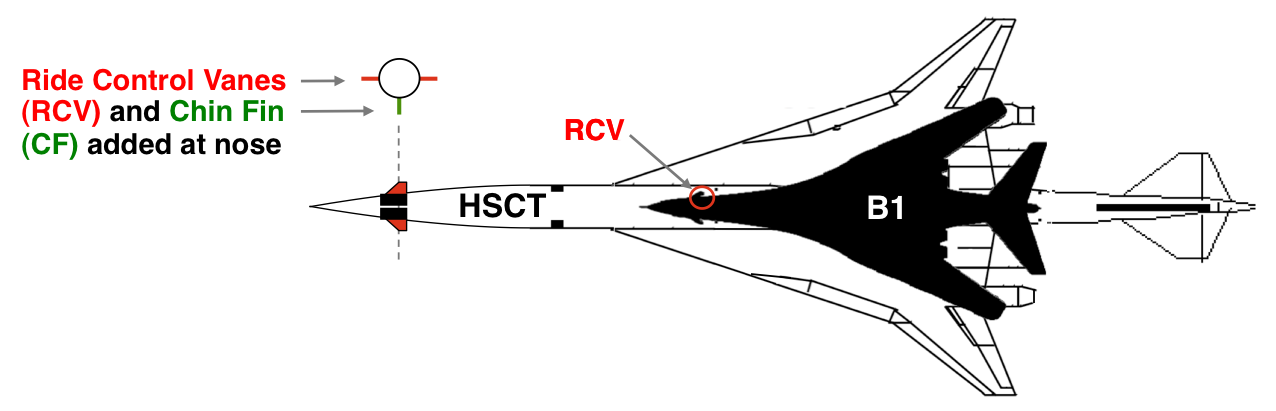 Ride Control Vanes
(RCV) and Chin Fin
(CF) added at nose
RCV
HSCT
B1